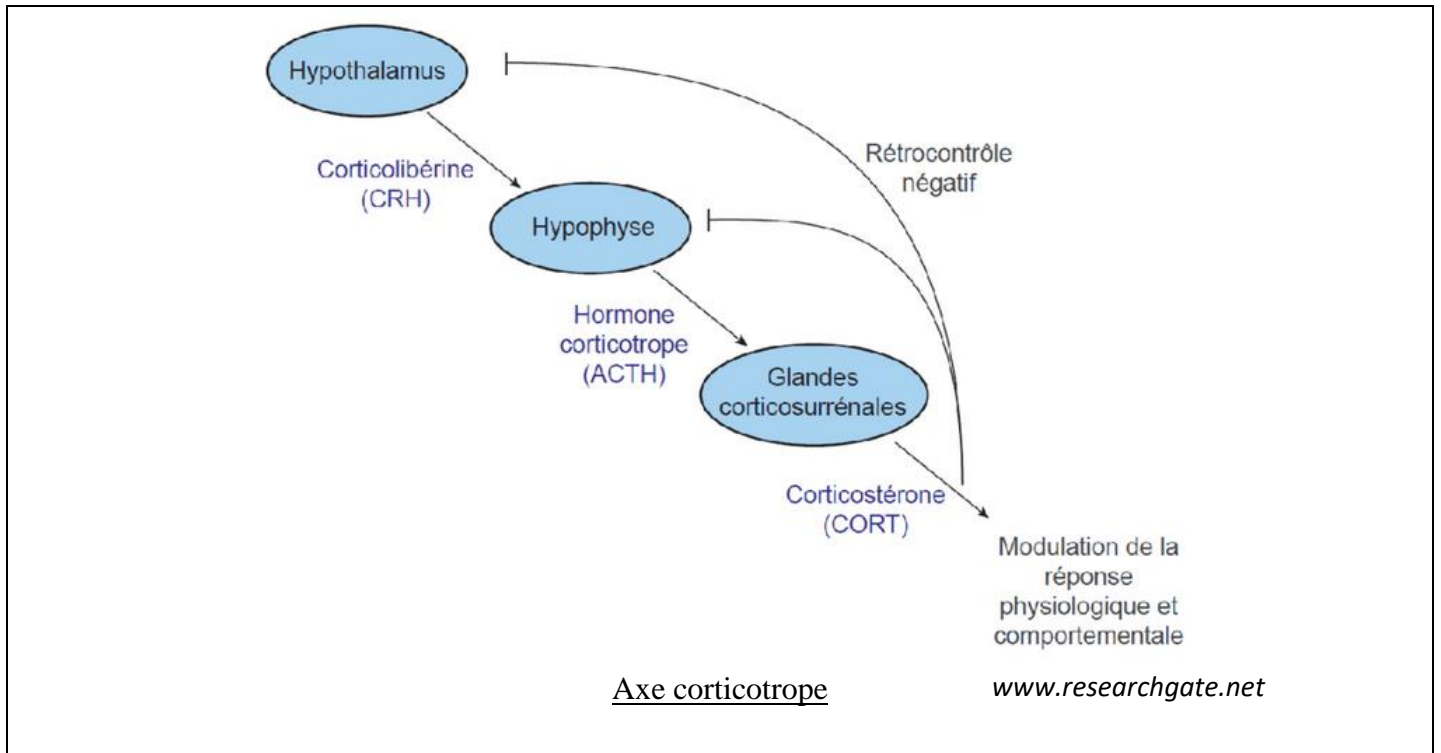 Hypothalamus
Rétrocontrôle
négatif
Corticolibérine
(CRH)
Hypophyse
Hormone
corticotrope
(ACTH)
Glandes
corticosurrénales
Corticostérone
(CORT)
Modulation de la
réponse
physiologique et
comportementale
Axe corticotrope
www.researchgate.net